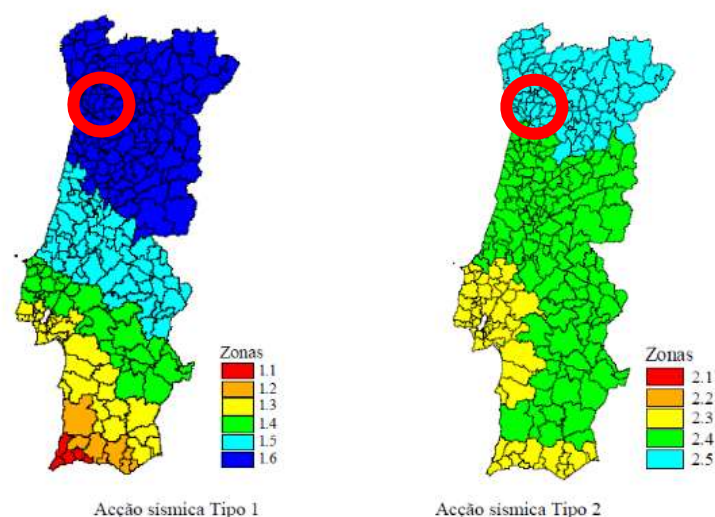 Zonas
1.1
1.2
1.3
1.4
1.5
1.6
Acção sísmica Tipo 1
Zonas
2.1
2.2
2.3
2.4
2.5
Acção sísmica Tipo 2